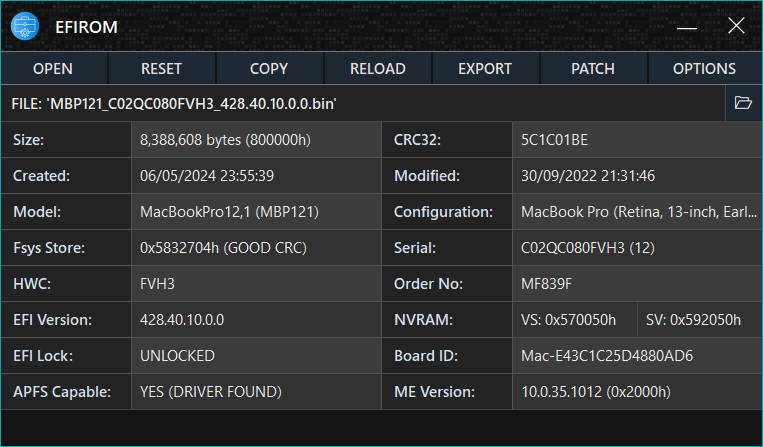 EFIROM
OPEN RESET COPY RELOAD EXPORT PATCH OPTIONS
FILE: 'MBP121_C02QC080FVH3_428.40.10.0.0.bin'
Size: 8,388,608 bytes (800000h) CRC32: 5C1C01BE
Created: 06/05/2024 23:55:39 Modified: 30/09/2022 21:31:46
Model: MacBookPro12,1 (MBP121) Configuration: MacBook Pro (Retina, 13-inch, Earl...
Fsys Store: 0x5832704h (GOOD CRC) Serial: C02QC080FVH3 (12)
HWC: FVH3 Order No: MF839F
EFI Version: 428.40.10.0.0 NVRAM: VS: 0x570050h SV: 0x592050h
EFI Lock: UNLOCKED Board ID: Mac-E43C1C25D4880AD6
APFS Capable: YES (DRIVER FOUND) ME Version: 10.0.35.1012 (0x2000h)